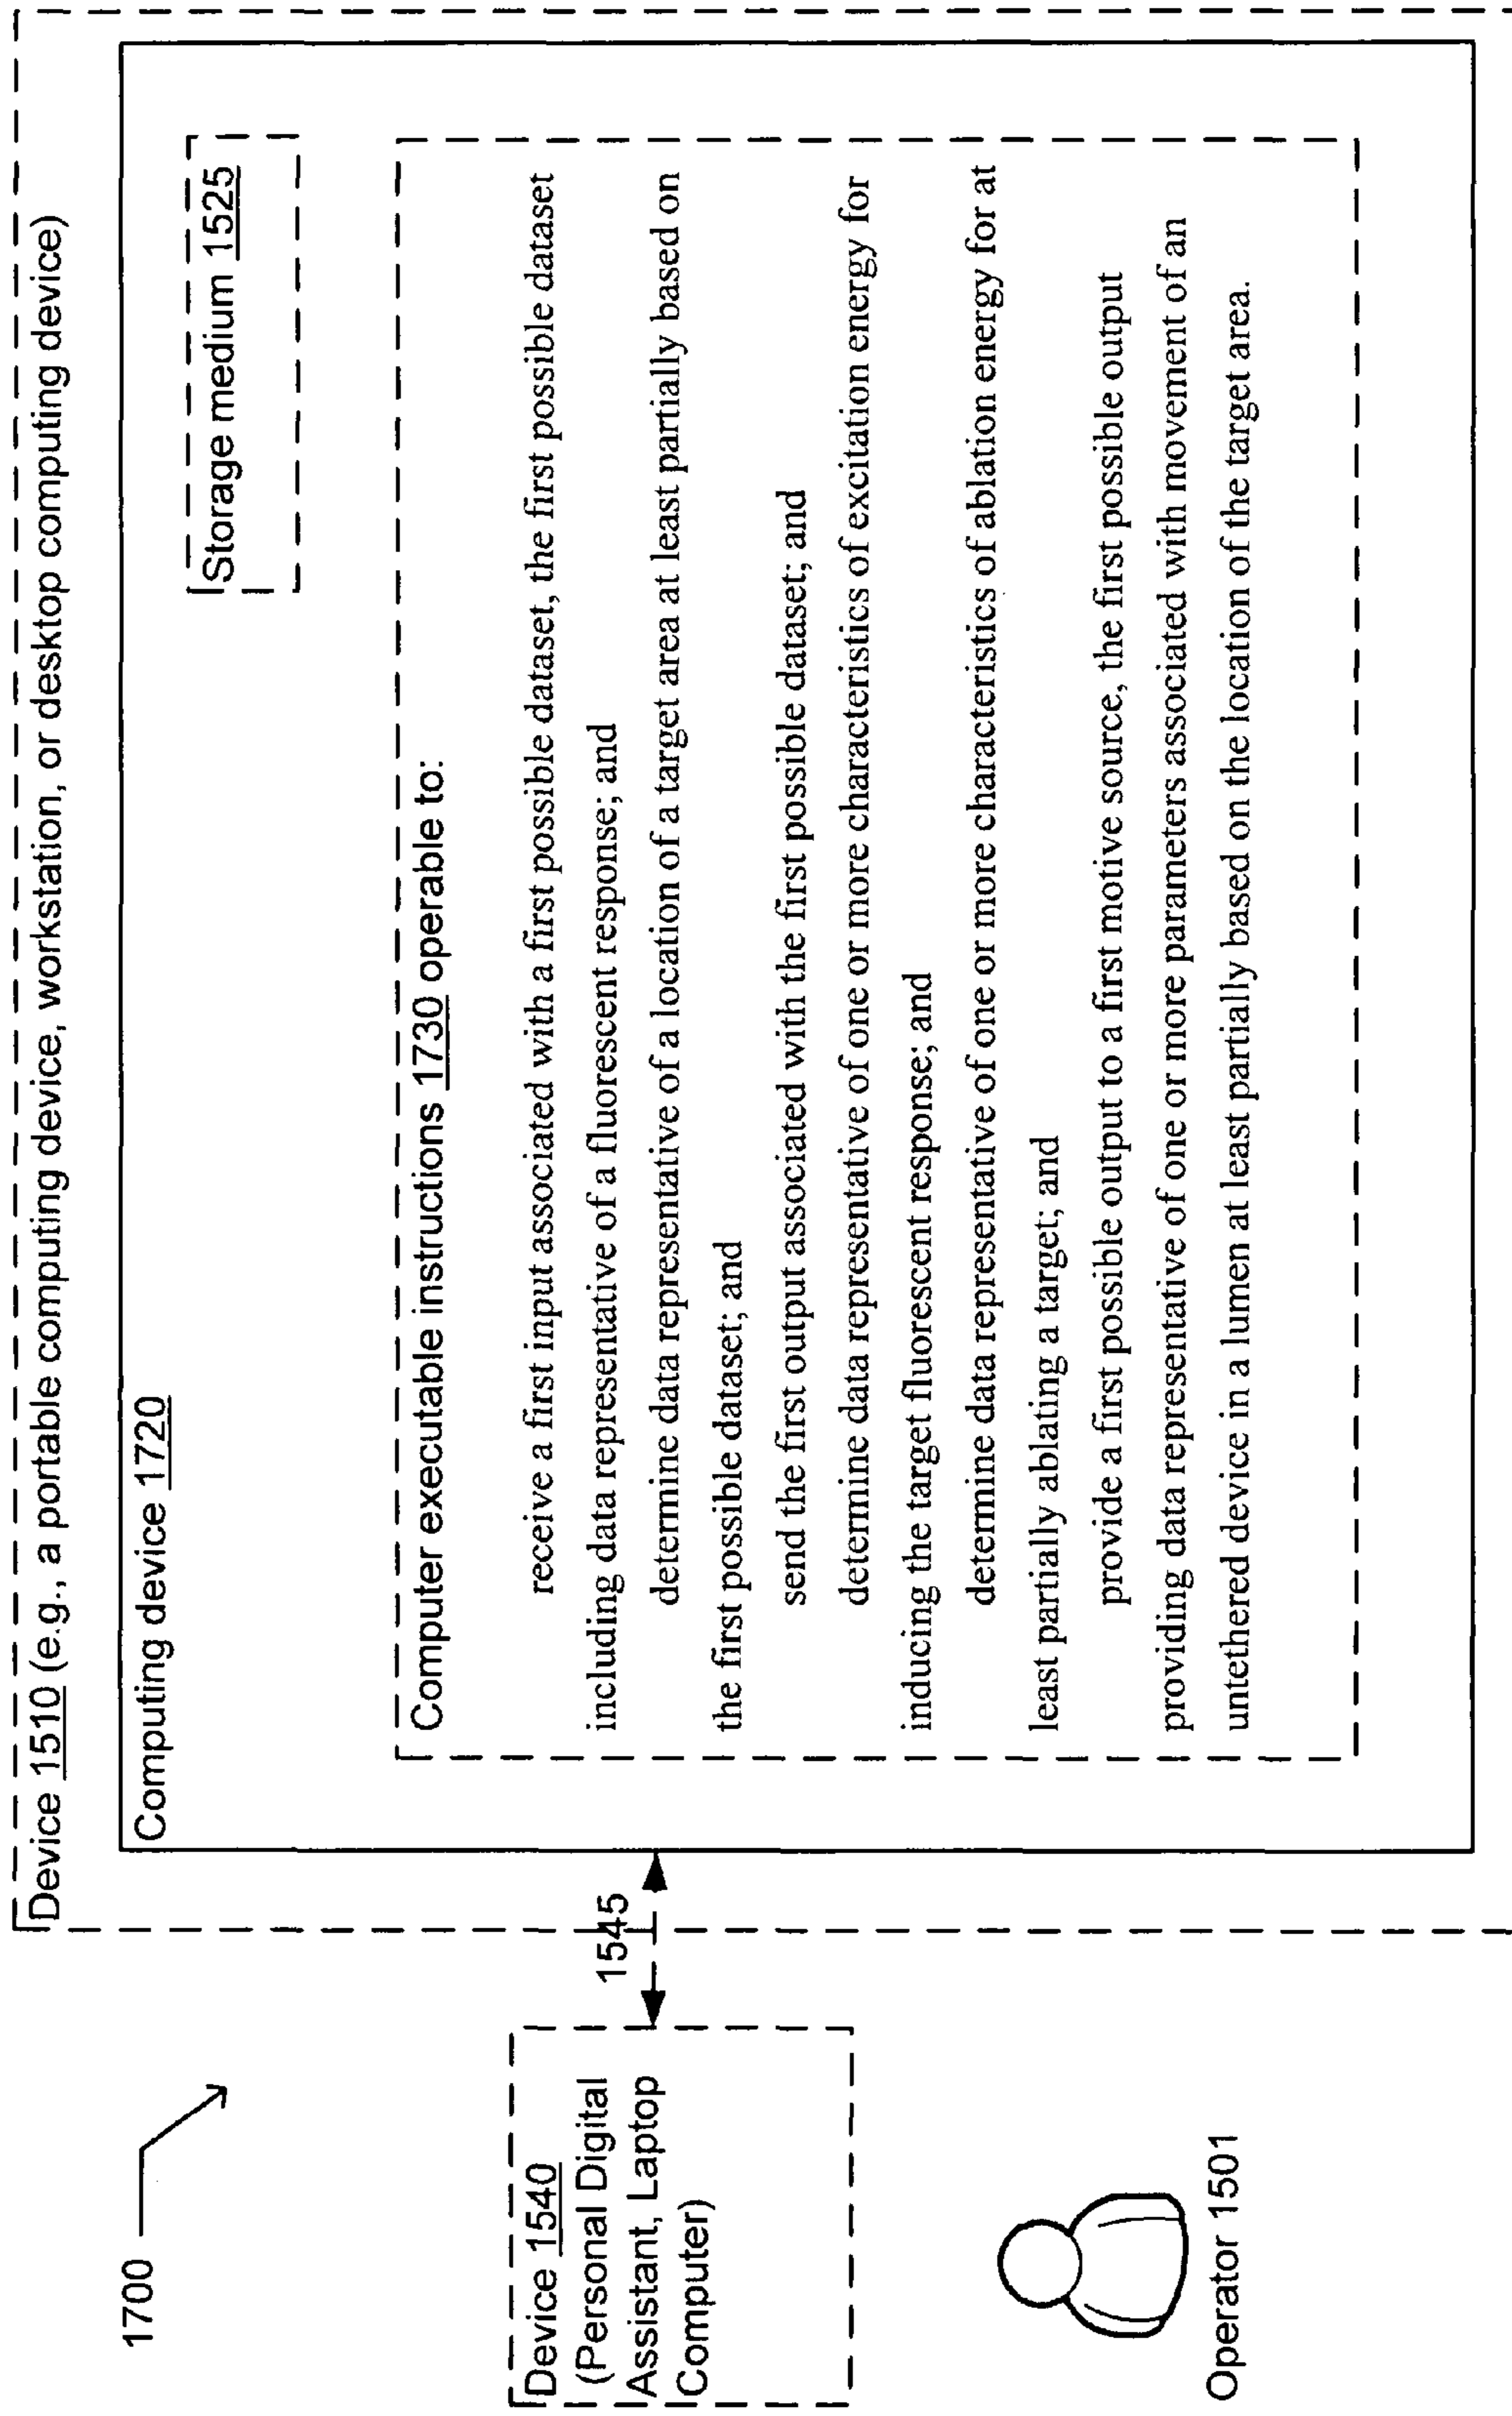 1700
Device 1510 (e.g., a portable computing device, workstation, or desktop computing device)
Computing device 1720
Storage medium 1525
Computer executable instructions 1730 operable to:
receive a first input associated with a first possible dataset, the first possible dataset
including data representative of a fluorescent response; and
determine data representative of a location of a target area at least partially based on
the first possible dataset; and
send the first output associated with the first possible dataset; and
determine data representative of one or more characteristics of excitation energy for
inducing the target fluorescent response; and
determine data representative of one or more characteristics of ablation energy for at
least partially ablating a target; and
provide a first possible output to a first motive source, the first possible output
providing data representative of one or more parameters associated with movement of an
untethered device in a lumen at least partially based on the location of the target area.
1545
Device 1540
(Personal Digital
Assistant, Laptop
Computer)
Operator 1501